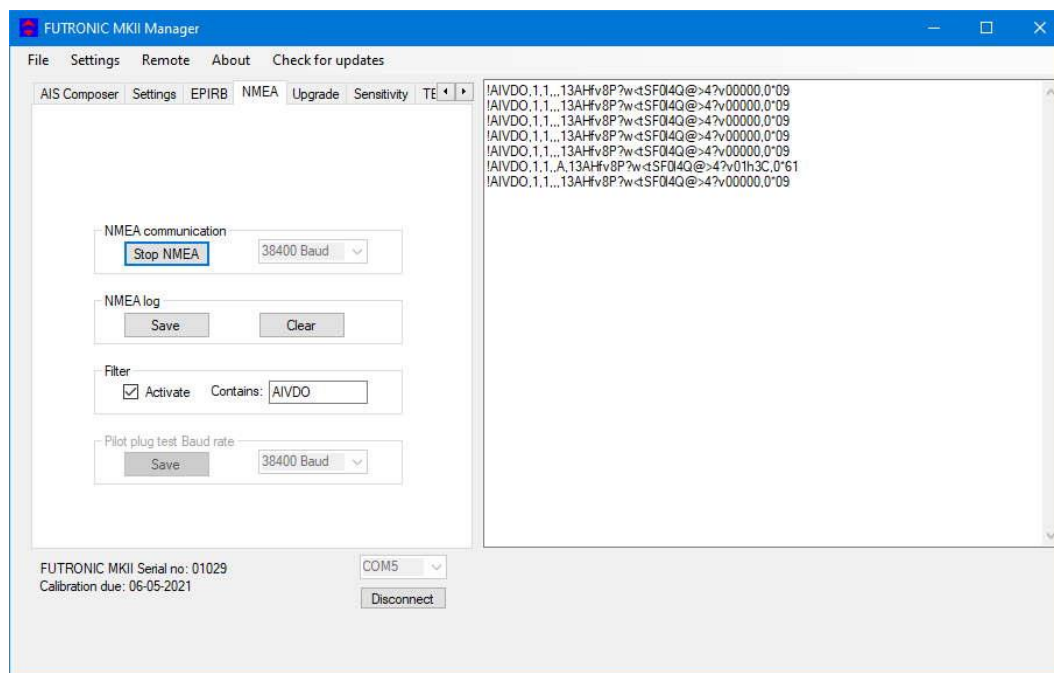 FUTRONIC MKII Manager
File Settings Remote About Check for updates
AIS Composer Settings EPIRB NMEA Upgrade Sensitivity TE
NMEA communication
Stop NMEA 38400 Baud
NMEA log
Save Clear
Filter
Activate Contains: AIVDO
Pilot plug test Baud rate
Save 38400 Baud
FUTRONIC MKII Serial no: 01029
Calibration due: 06-05-2021
COM5
Disconnect
!AIVDO,1,1,,,13AHfv8P?w<tSF0l4Q@>4?v00000,0*09
!AIVDO,1,1,,,13AHfv8P?w<tSF0l4Q@>4?v00000,0*09
!AIVDO,1,1,,,13AHfv8P?w<tSF0l4Q@>4?v00000,0*09
!AIVDO,1,1,,,13AHfv8P?w<tSF0l4Q@>4?v00000,0*09
!AIVDO,1,1,,,13AHfv8P?w<tSF0l4Q@>4?v00000,0*09
!AIVDO,1,1,,A,13AHfv8P?w<tSF0l4Q@>4?v01h3C,0*61
!AIVDO,1,1,,,13AHfv8P?w<tSF0l4Q@>4?v00000,0*09